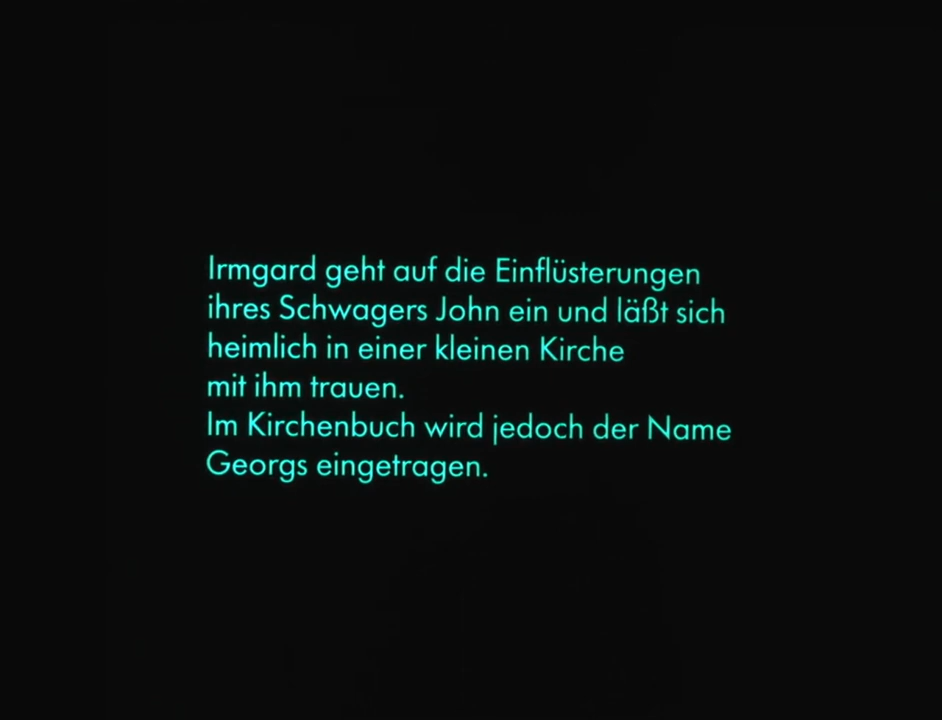 Irmgard geht auf die Einflüsterungen
ihres Schwagers John ein und läßt sich
heimlich in einer kleinen Kirche
mit ihm trauen.
Im Kirchenbuch wird jedoch der Name
Georgs eingetragen.